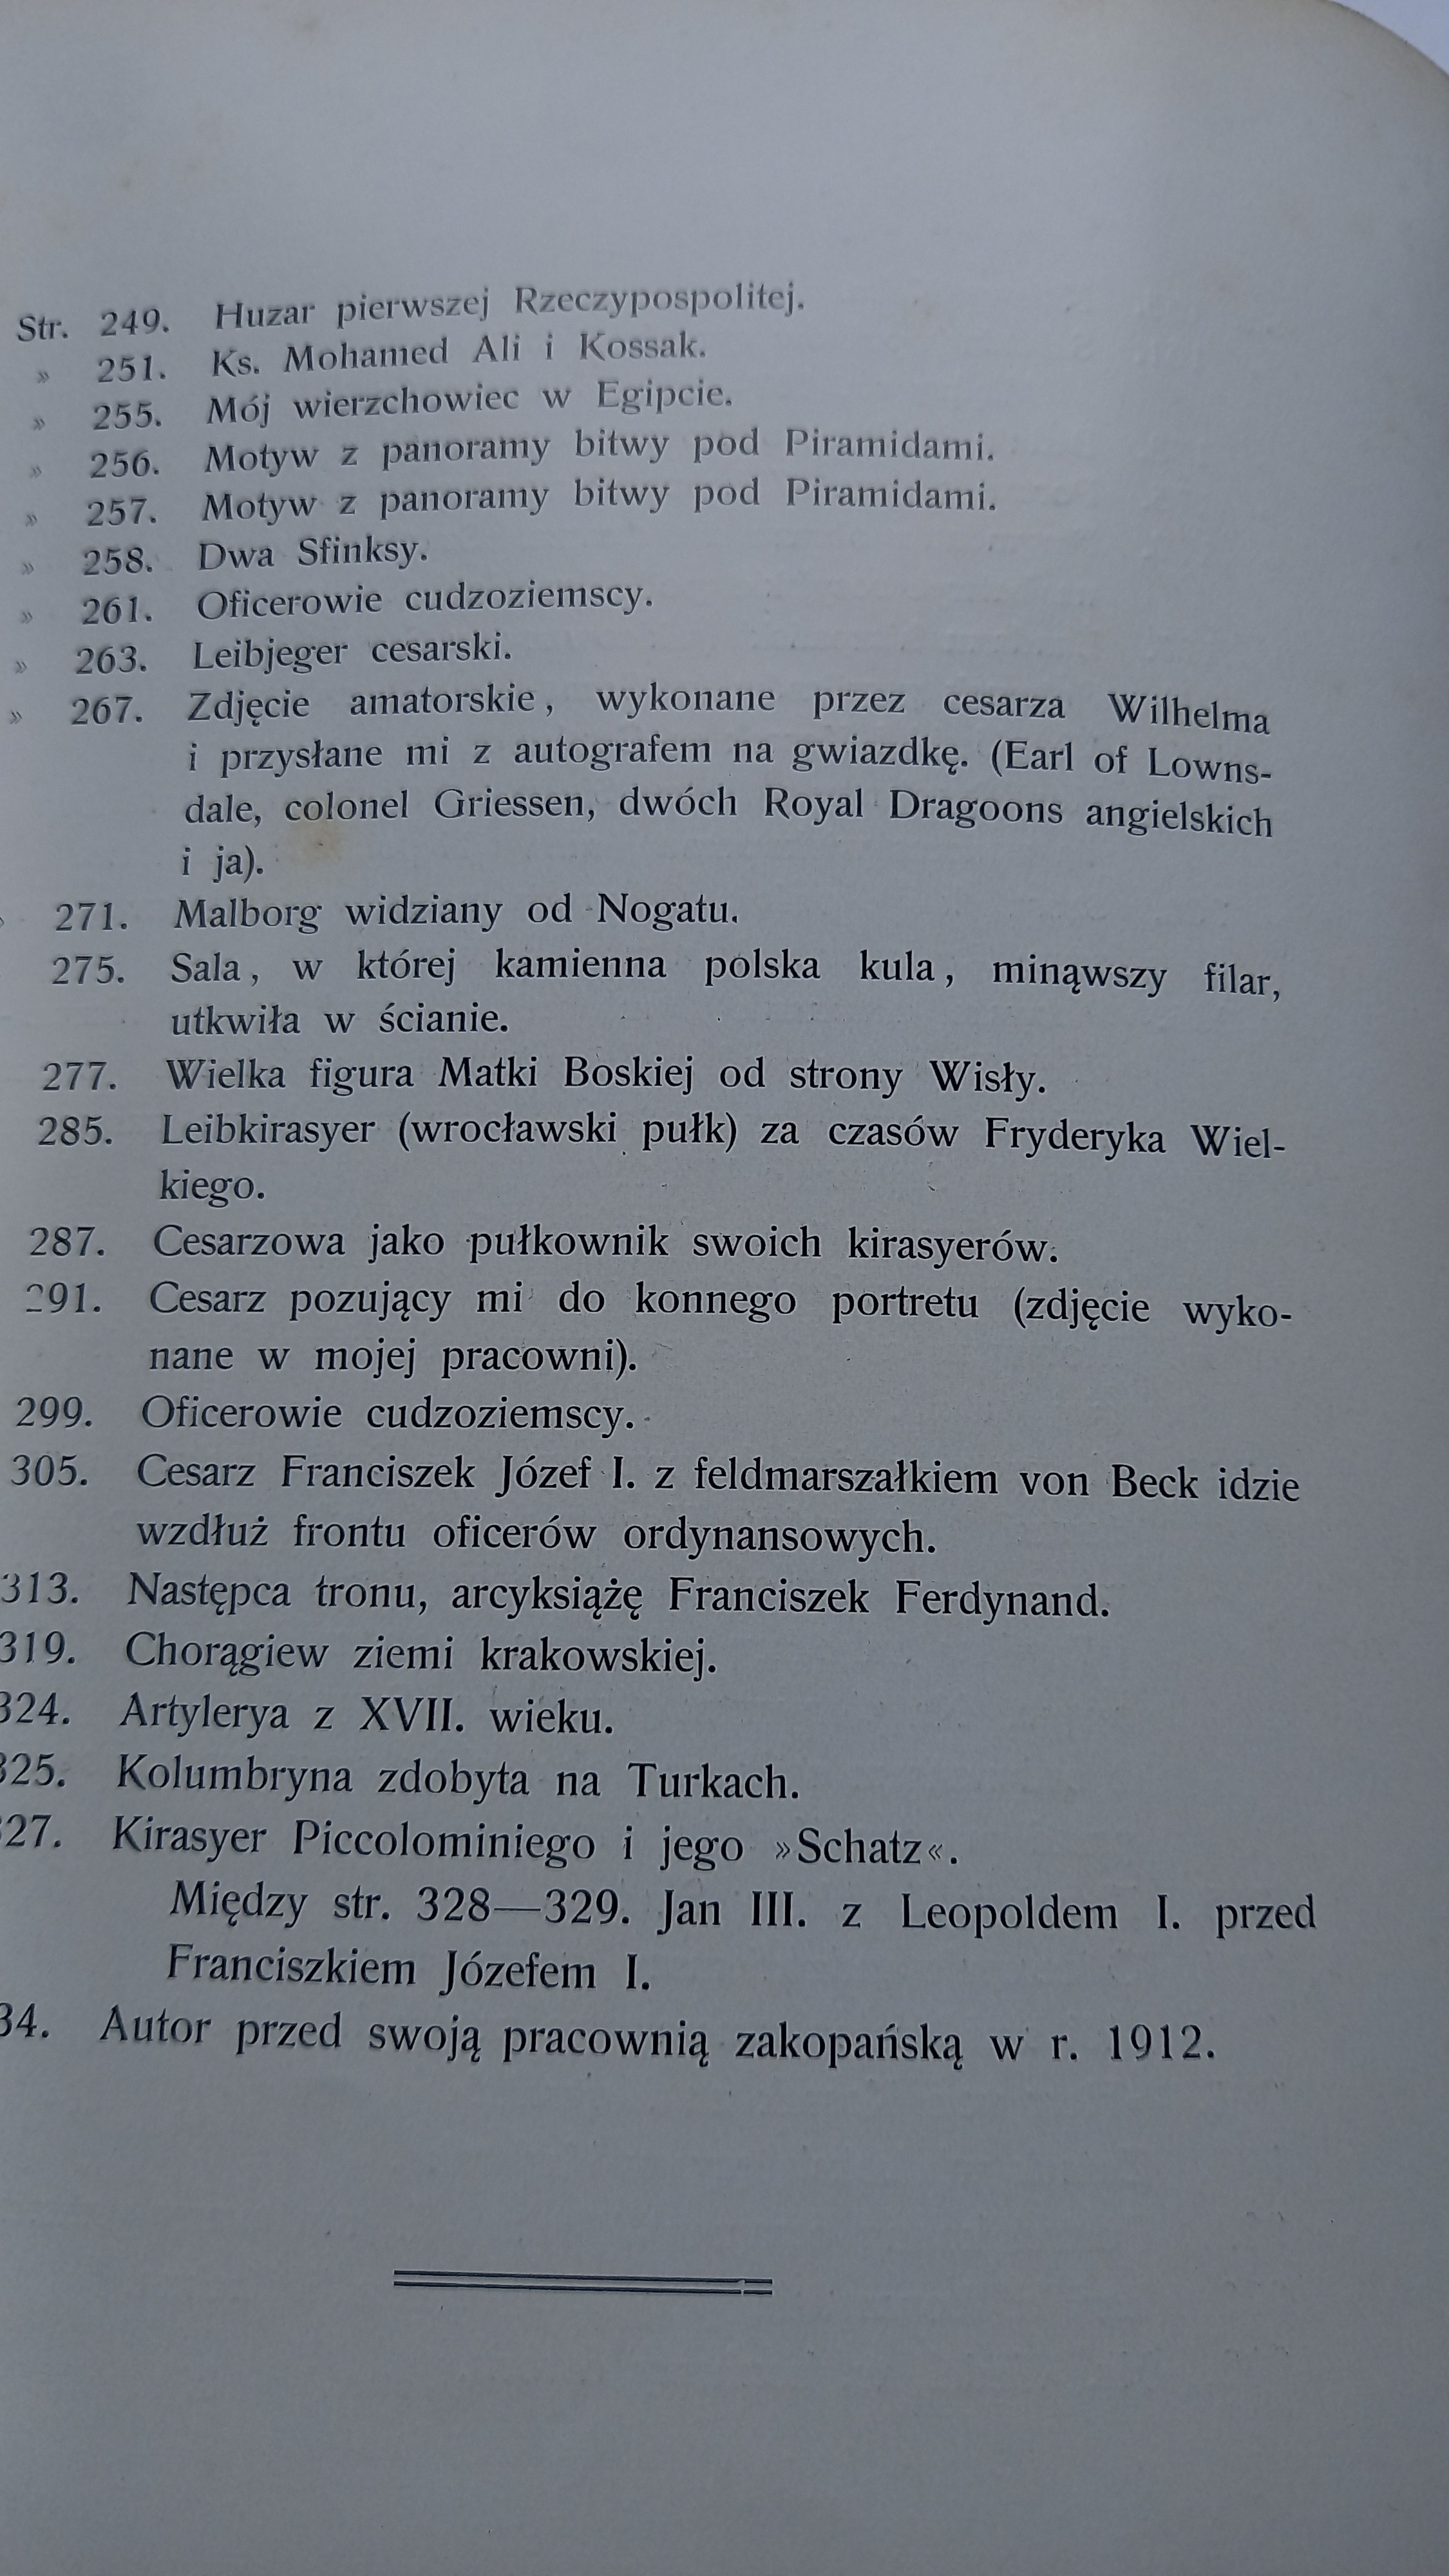 Str. 249. Huzar pierwszej Rzeczypospolitej.
» 251. Ks. Mohamed Ali i Kossak.
» 255. Mój wierzchowiec w Egipcie.
» 256. Motyw z panoramy bitwy pod Piramidami.
» 257. Motyw z panoramy bitwy pod Piramidami.
» 258. Dwa Sfinksy.
» 261. Oficerowie cudzoziemscy.
» 263. Leibjeger cesarski.
» 267. Zdjęcie amatorskie, wykonane przez cesarza Wilhelma
i przysłane mi z autografem na gwiazdkę. (Earl of Lowns-
dale, colonel Griessen, dwóch Royal Dragoons angielskich
i ja).
271. Malborg widziany od Nogatu.
275. Sala, w której kamienna polska kula, minąwszy filar,
utkwiła w ścianie.
277. Wielka figura Matki Boskiej od strony Wisły.
285. Leibkirasyer (wrocławski pułk) za czasów Fryderyka Wiel-
kiego.
287. Cesarzowa jako pułkownik swoich kirasyerów.
291. Cesarz pozujący mi do konnego portretu (zdjęcie wyko-
nane w mojej pracowni).
299. Oficerowie cudzoziemscy.
305. Cesarz Franciszek Józef I. z feldmarszałkiem von Beck idzie
wzdłuż frontu oficerów ordynansowych.
313. Następca tronu, arcyksiążę Franciszek Ferdynand.
319. Chorągiew ziemi krakowskiej.
324. Artylerya z XVII. wieku.
325. Kolumbryna zdobyta na Turkach.
27. Kirasyer Piccolominiego i jego »Schatz«.
Między str. 328—329. Jan III. z Leopoldem I. przed
Franciszkiem Józefem I.
34. Autor przed swoją pracownią zakopańską w r. 1912.